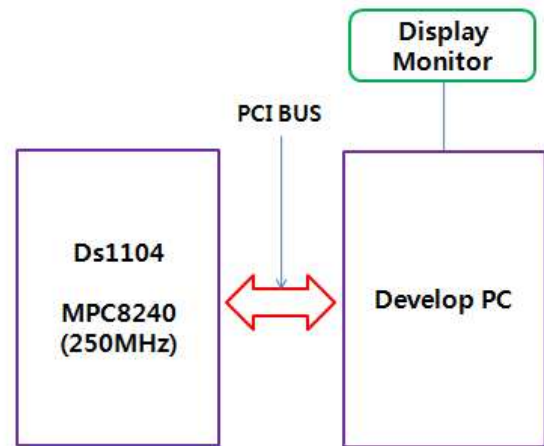 Display
Monitor
PCI BUS
Ds1104
MPC8240
(250MHz)
Develop PC